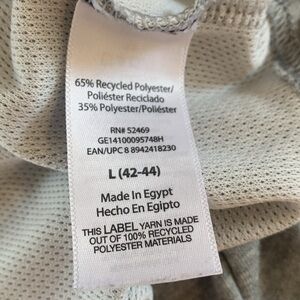 65% Recycled Polyester/
Poliéster Reciclado
35% Polyester/Poliéster
RN# 52469
GE14100095748H
EAN/UPC 8 8942418230
L (42-44)
Made In Egypt
Hecho En Egipto
THIS LABEL YARN IS MADE
OUT OF 100% RECYCLED
POLYESTER MATERIALS